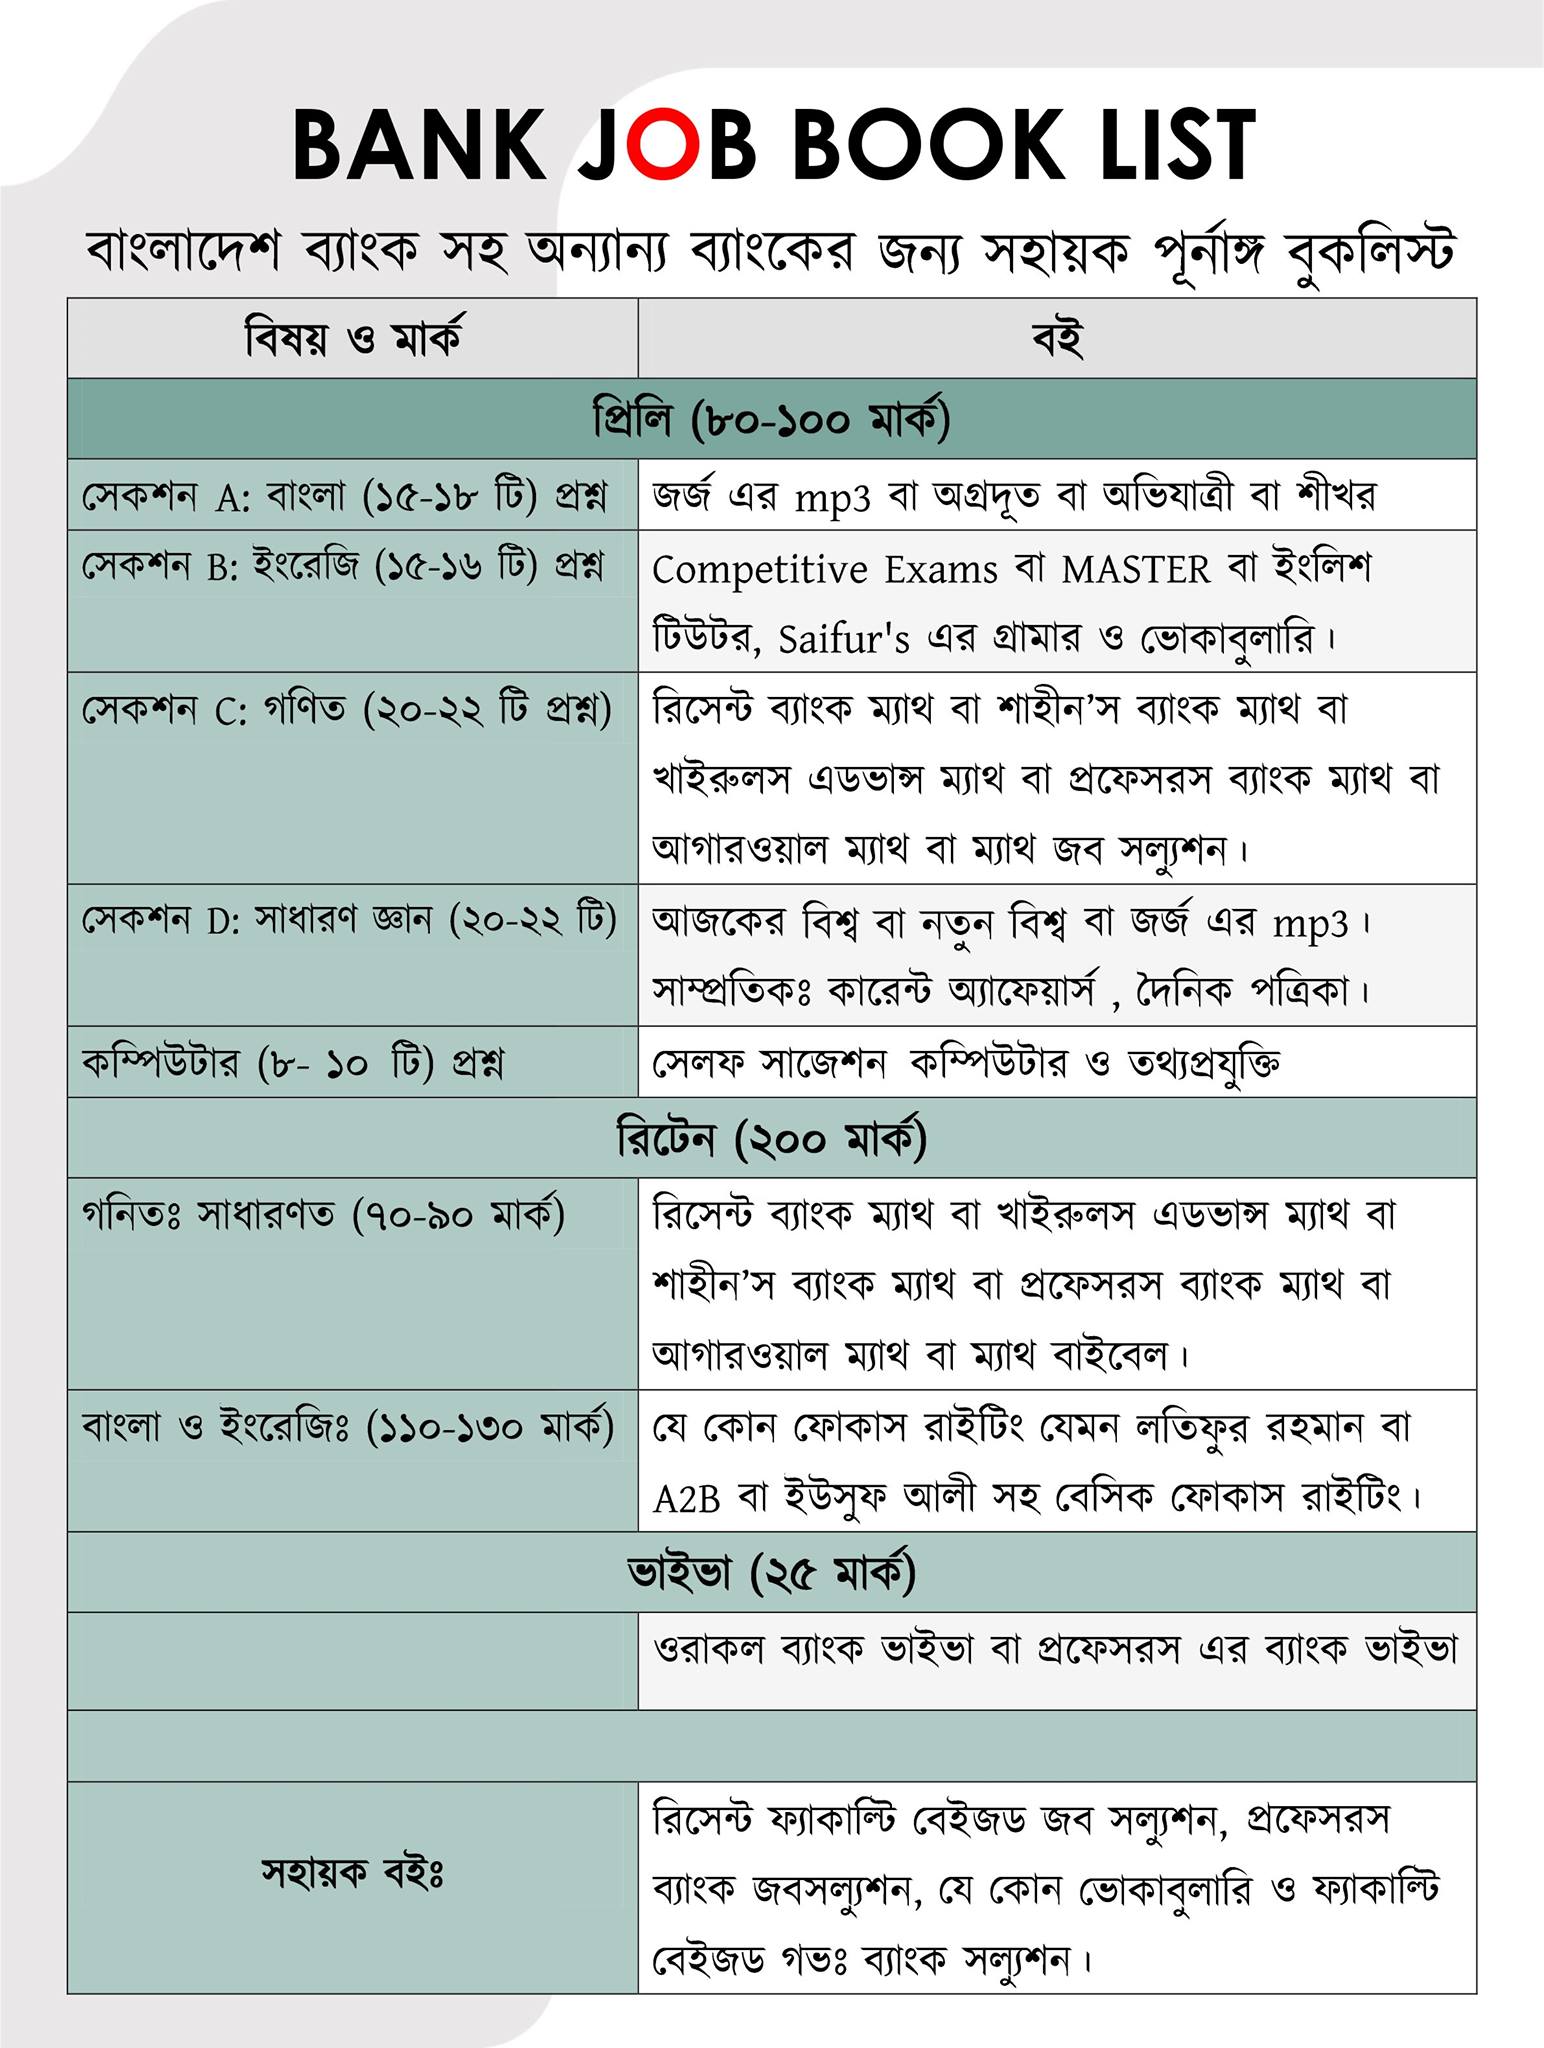 BANK JOB BOOK LIST
বাংলাদেশ ব্যাংক সহ অন্যান্য ব্যাংকের জন্য সহায়ক পূর্নাঙ্গ বুকলিস্ট
বিষয় ও মার্ক
বই
প্রিলি (৮০-১০০ মার্ক)
সেকশন A: বাংলা (১৫-১৮ টি) প্রশ্ন
জর্জ এর mp3 বা অগ্রদূত বা অভিযাত্রী বা শীখর
সেকশন B: ইংরেজি (১৫-১৬ টি) প্রশ্ন
Competitive Exams বা MASTER বা ইংলিশ
টিউটর, Saifur's এর গ্রামার ও ভোকাবুলারি।
সেকশন C: গণিত (২০-২২ টি প্রশ্ন)
রিসেন্ট ব্যাংক ম্যাথ বা শাহীন’স ব্যাংক ম্যাথ বা
খাইরুলস এডভান্স ম্যাথ বা প্রফেসরস ব্যাংক ম্যাথ বা
আগারওয়াল ম্যাথ বা ম্যাথ জব সল্যুশন।
সেকশন D: সাধারণ জ্ঞান (২০-২২ টি)
আজকের বিশ্ব বা নতুন বিশ্ব বা জর্জ এর mp3।
সাম্প্রতিকঃ কারেন্ট অ্যাফেয়ার্স , দৈনিক পত্রিকা।
কম্পিউটার (৮- ১০ টি) প্রশ্ন
সেলফ সাজেশন কম্পিউটার ও তথ্যপ্রযুক্তি
রিটেন (২০০ মার্ক)
গনিতঃ সাধারণত (৭০-৯০ মার্ক)
রিসেন্ট ব্যাংক ম্যাথ বা খাইরুলস এডভান্স ম্যাথ বা
শাহীন’স ব্যাংক ম্যাথ বা প্রফেসরস ব্যাংক ম্যাথ বা
আগারওয়াল ম্যাথ বা ম্যাথ বাইবেল।
বাংলা ও ইংরেজিঃ (১১০-১৩০ মার্ক)
যে কোন ফোকাস রাইটিং যেমন লতিফুর রহমান বা
A2B বা ইউসুফ আলী সহ বেসিক ফোকাস রাইটিং।
ভাইভা (২৫ মার্ক)
ওরাকল ব্যাংক ভাইভা বা প্রফেসরস এর ব্যাংক ভাইভা
সহায়ক বইঃ
রিসেন্ট ফ্যাকাল্টি বেইজড জব সল্যুশন, প্রফেসরস
ব্যাংক জবসল্যুশন, যে কোন ভোকাবুলারি ও ফ্যাকাল্টি
বেইজড গভঃ ব্যাংক সল্যুশন।